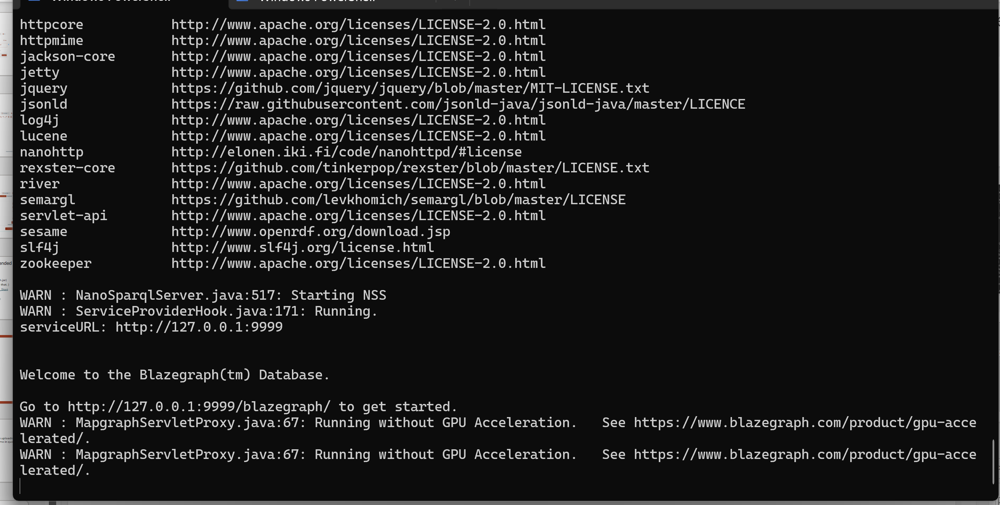 Windows PowerShell Windows PowerShell
httpcore http://www.apache.org/licenses/LICENSE-2.0.html
httpmime http://www.apache.org/licenses/LICENSE-2.0.html
jackson-core http://www.apache.org/licenses/LICENSE-2.0.html
jetty http://www.apache.org/licenses/LICENSE-2.0.html
jquery https://github.com/jquery/jquery/blob/master/MIT-LICENSE.txt
jsonld https://raw.githubusercontent.com/jsonld-java/jsonld-java/master/LICENCE
log4j http://www.apache.org/licenses/LICENSE-2.0.html
lucene http://www.apache.org/licenses/LICENSE-2.0.html
nanohttp http://elonen.iki.fi/code/nanohttpd/#license
rexster-core https://github.com/tinkerpop/rexster/blob/master/LICENSE.txt
river http://www.apache.org/licenses/LICENSE-2.0.html
semargl https://github.com/levkhomich/semargl/blob/master/LICENSE
servlet-api http://www.apache.org/licenses/LICENSE-2.0.html
sesame http://www.openrdf.org/download.jsp
slf4j http://www.slf4j.org/license.html
zookeeper http://www.apache.org/licenses/LICENSE-2.0.html
WARN : NanoSparqlServer.java:517: Starting NSS
WARN : ServiceProviderHook.java:171: Running.
serviceURL: http://127.0.0.1:9999
Welcome to the Blazegraph(tm) Database.
Go to http://127.0.0.1:9999/blazegraph/ to get started.
WARN : MapgraphServletProxy.java:67: Running without GPU Acceleration. See https://www.blazegraph.com/product/gpu-acce
lerated/.
WARN : MapgraphServletProxy.java:67: Running without GPU Acceleration. See https://www.blazegraph.com/product/gpu-acce
lerated/.
ended
h.jar)
that. )
_Start